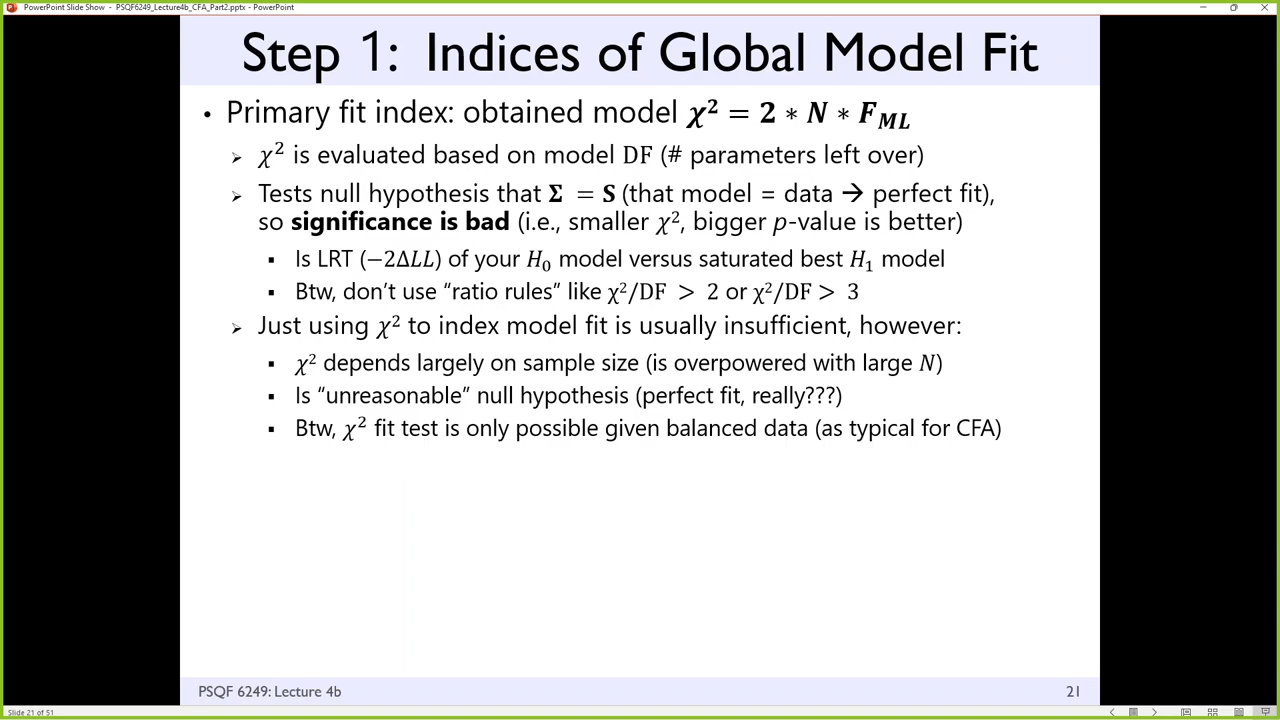 PowerPoint Slide Show - PSQF6249_Lecture4b_CFA_Part2.pptx - PowerPoint
Step 1: Indices of Global Model Fit
• Primary fit index: obtained model χ² = 2 ∗ N ∗ F_ML
➢ χ² is evaluated based on model DF (# parameters left over)
➢ Tests null hypothesis that Σ = S (that model = data → perfect fit),
so significance is bad (i.e., smaller χ², bigger p-value is better)
▪ Is LRT (−2ΔLL) of your H₀ model versus saturated best H₁ model
▪ Btw, don't use "ratio rules" like χ²/DF > 2 or χ²/DF > 3
➢ Just using χ² to index model fit is usually insufficient, however:
▪ χ² depends largely on sample size (is overpowered with large N)
▪ Is "unreasonable" null hypothesis (perfect fit, really???)
▪ Btw, χ² fit test is only possible given balanced data (as typical for CFA)
PSQF 6249: Lecture 4b
21
Slide 21 of 51